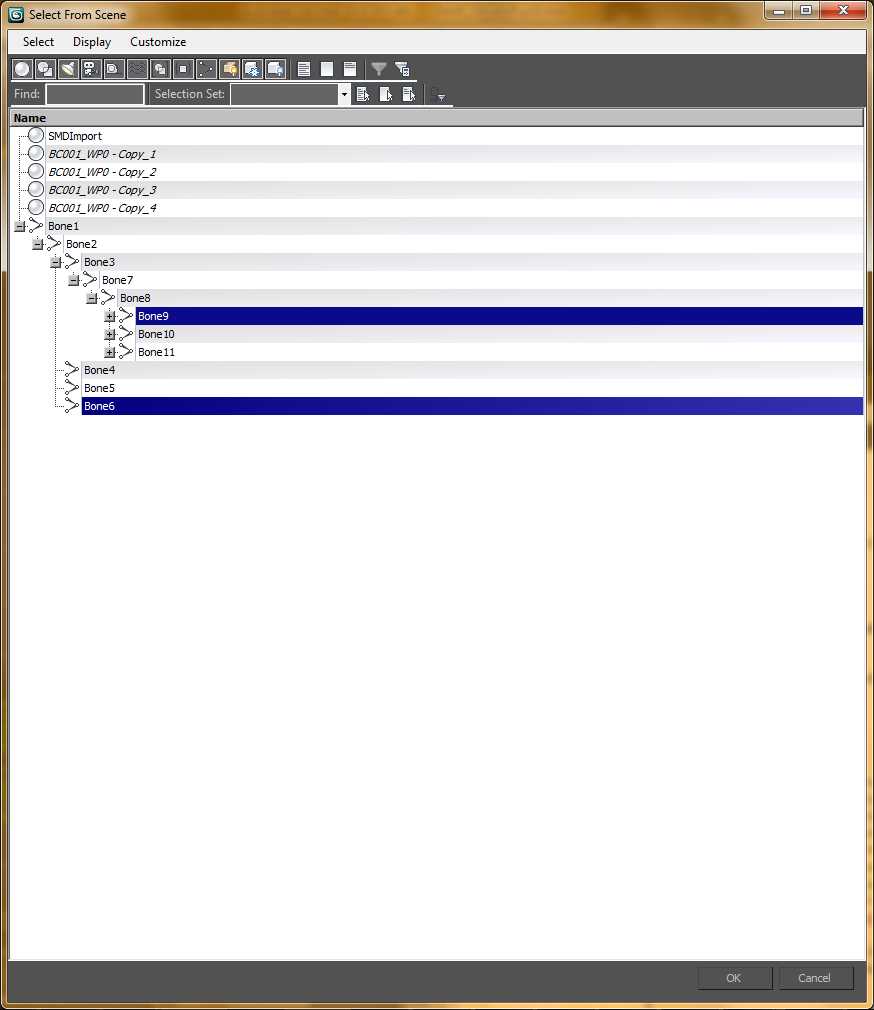 Select From Scene
Select Display Customize
Find: Selection Set:
Name
SMDImport
BC001_WP0 - Copy_1
BC001_WP0 - Copy_2
BC001_WP0 - Copy_3
BC001_WP0 - Copy_4
Bone1
Bone2
Bone3
Bone7
Bone8
Bone9
Bone10
Bone11
Bone4
Bone5
Bone6
OK Cancel